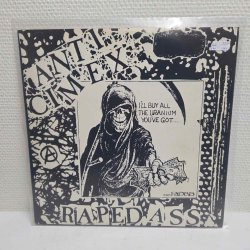 ANTI
CIMEX
I'LL BUY ALL
THE URANIUM
YOU'VE GOT...
RAPED ASS